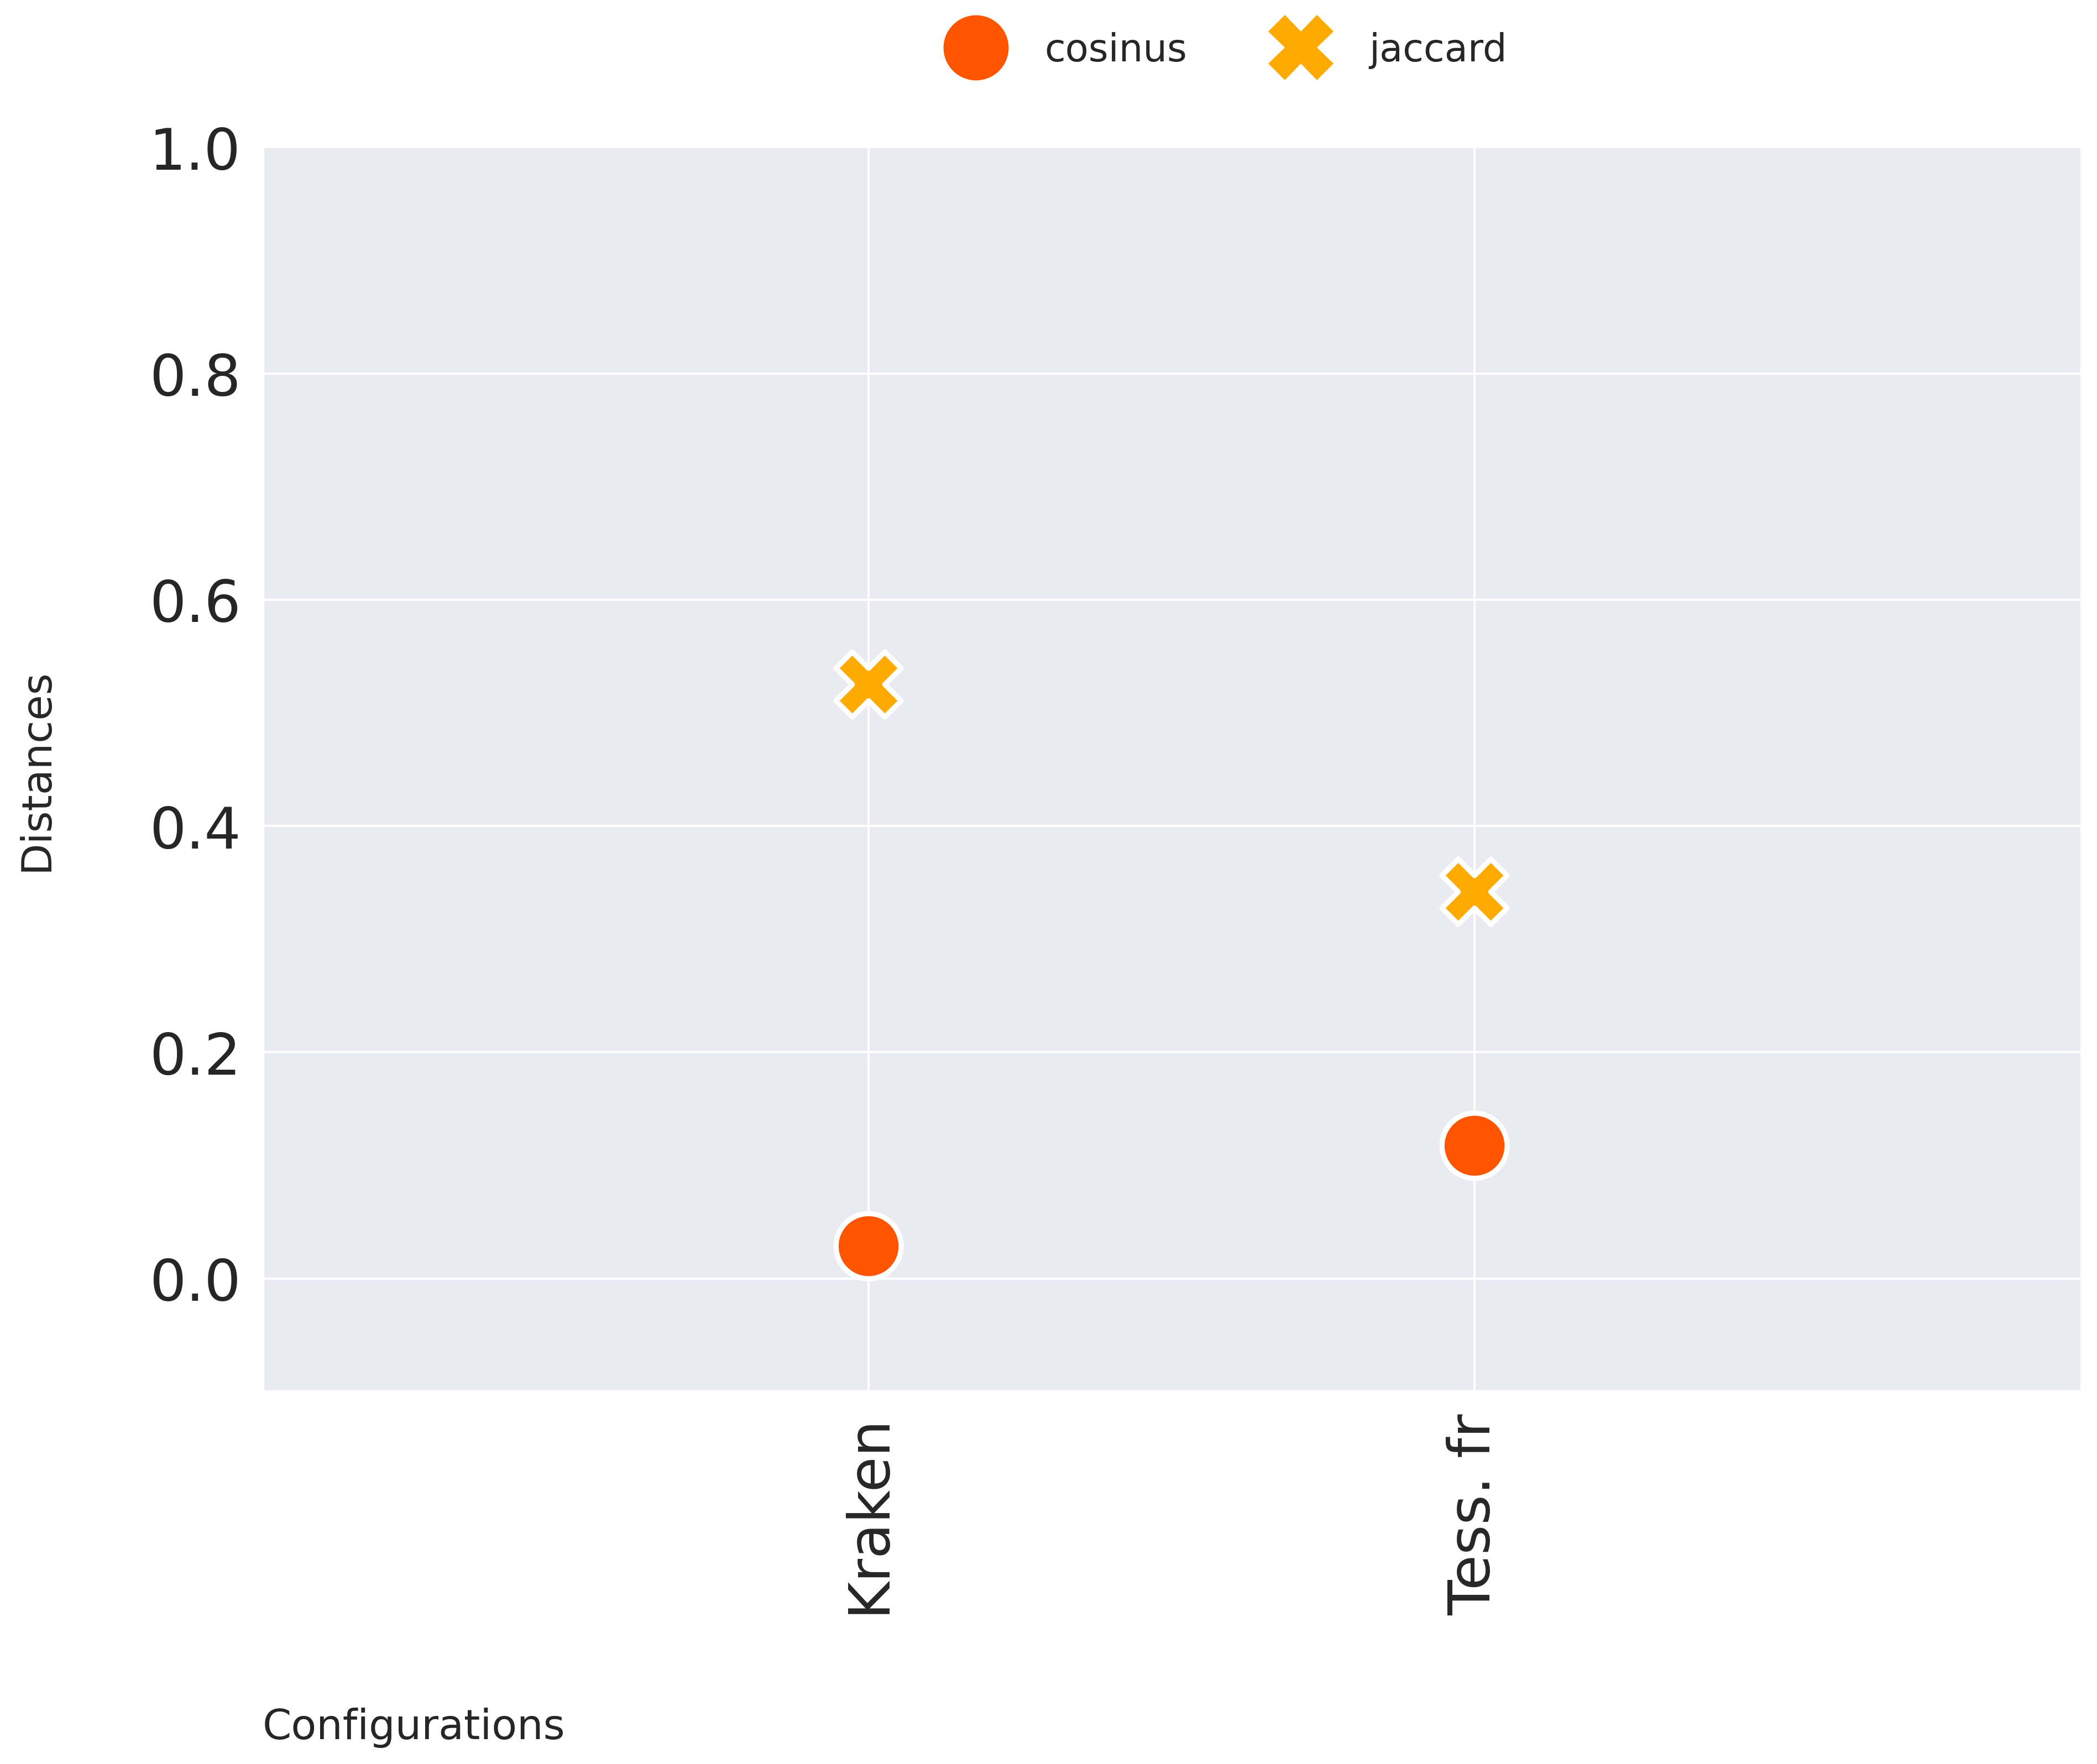 cosinus jaccard
1.0
0.8
0.6
0.4
0.2
0.0
Distances
Kraken
Tess. fr
Configurations